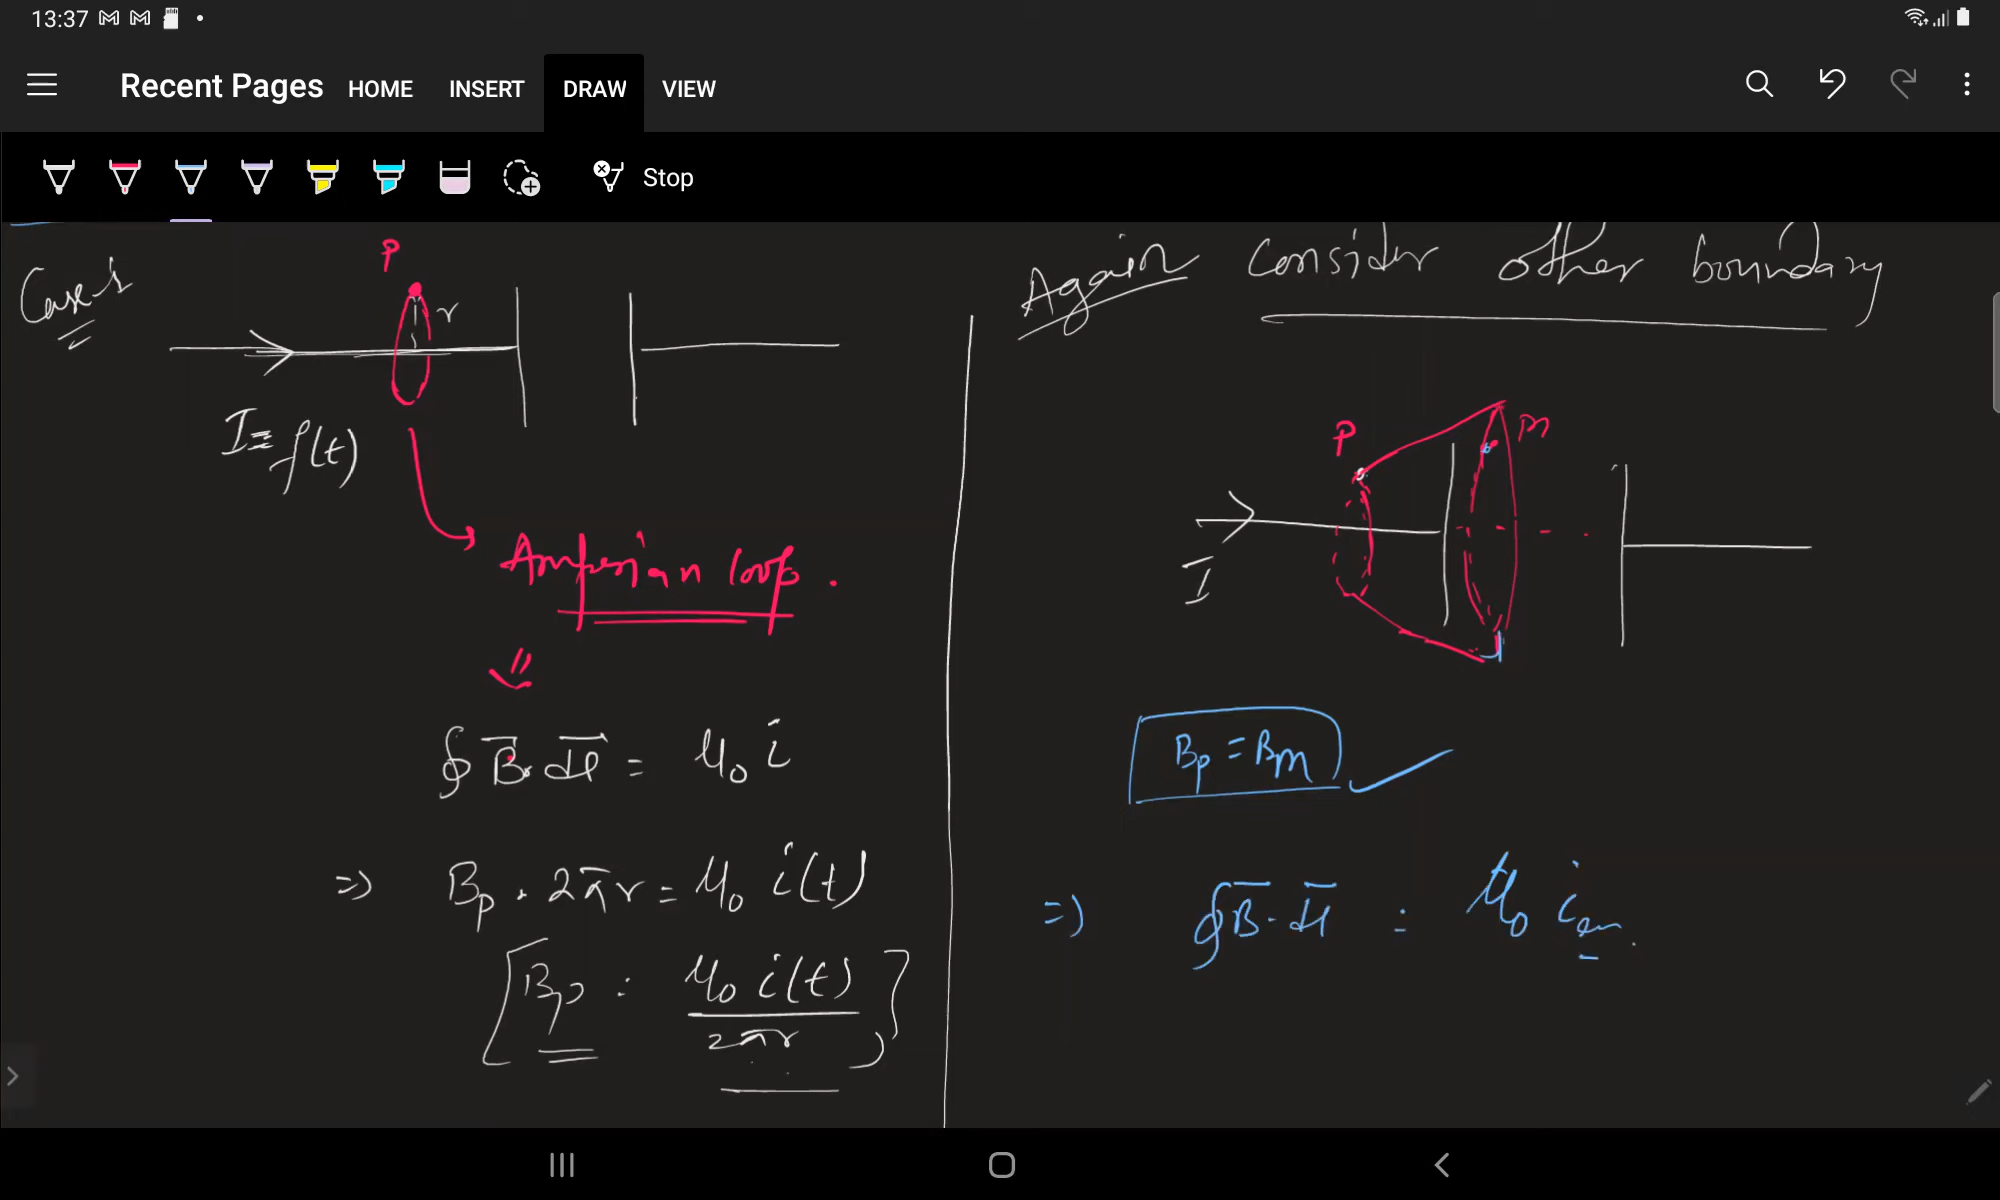 13:37
Recent Pages HOME INSERT DRAW VIEW
Stop
Case's
P
r
I = f(t)
Amperian loop.
∮ B . dl = μ₀ i
=> Bp . 2πr = μ₀ i(t)
[Bp : μ₀ i(t) / 2πr]
Again Consider other boundary
P
m
I
Bp = Bm
=> ∮ B . dl : μ₀ i en.